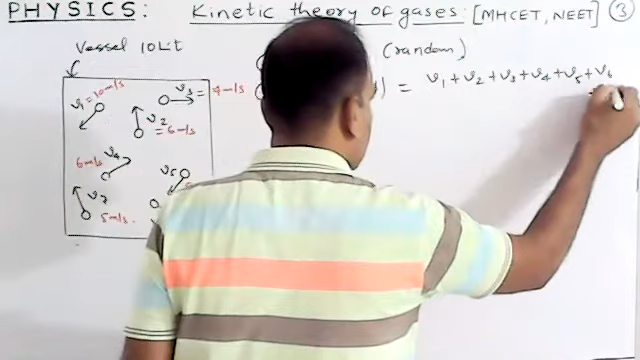 PHYSICS: Kinetic theory of gases: [MHCET, NEET] 3
Vessel 10Lit
(random)
V1 = 10m/s
V3 = 4m/s
) = V1 + V2 + V3 + V4 + V5 + V6
V2 = 6m/s
V4
6m/s
V5
V7
5m/s.